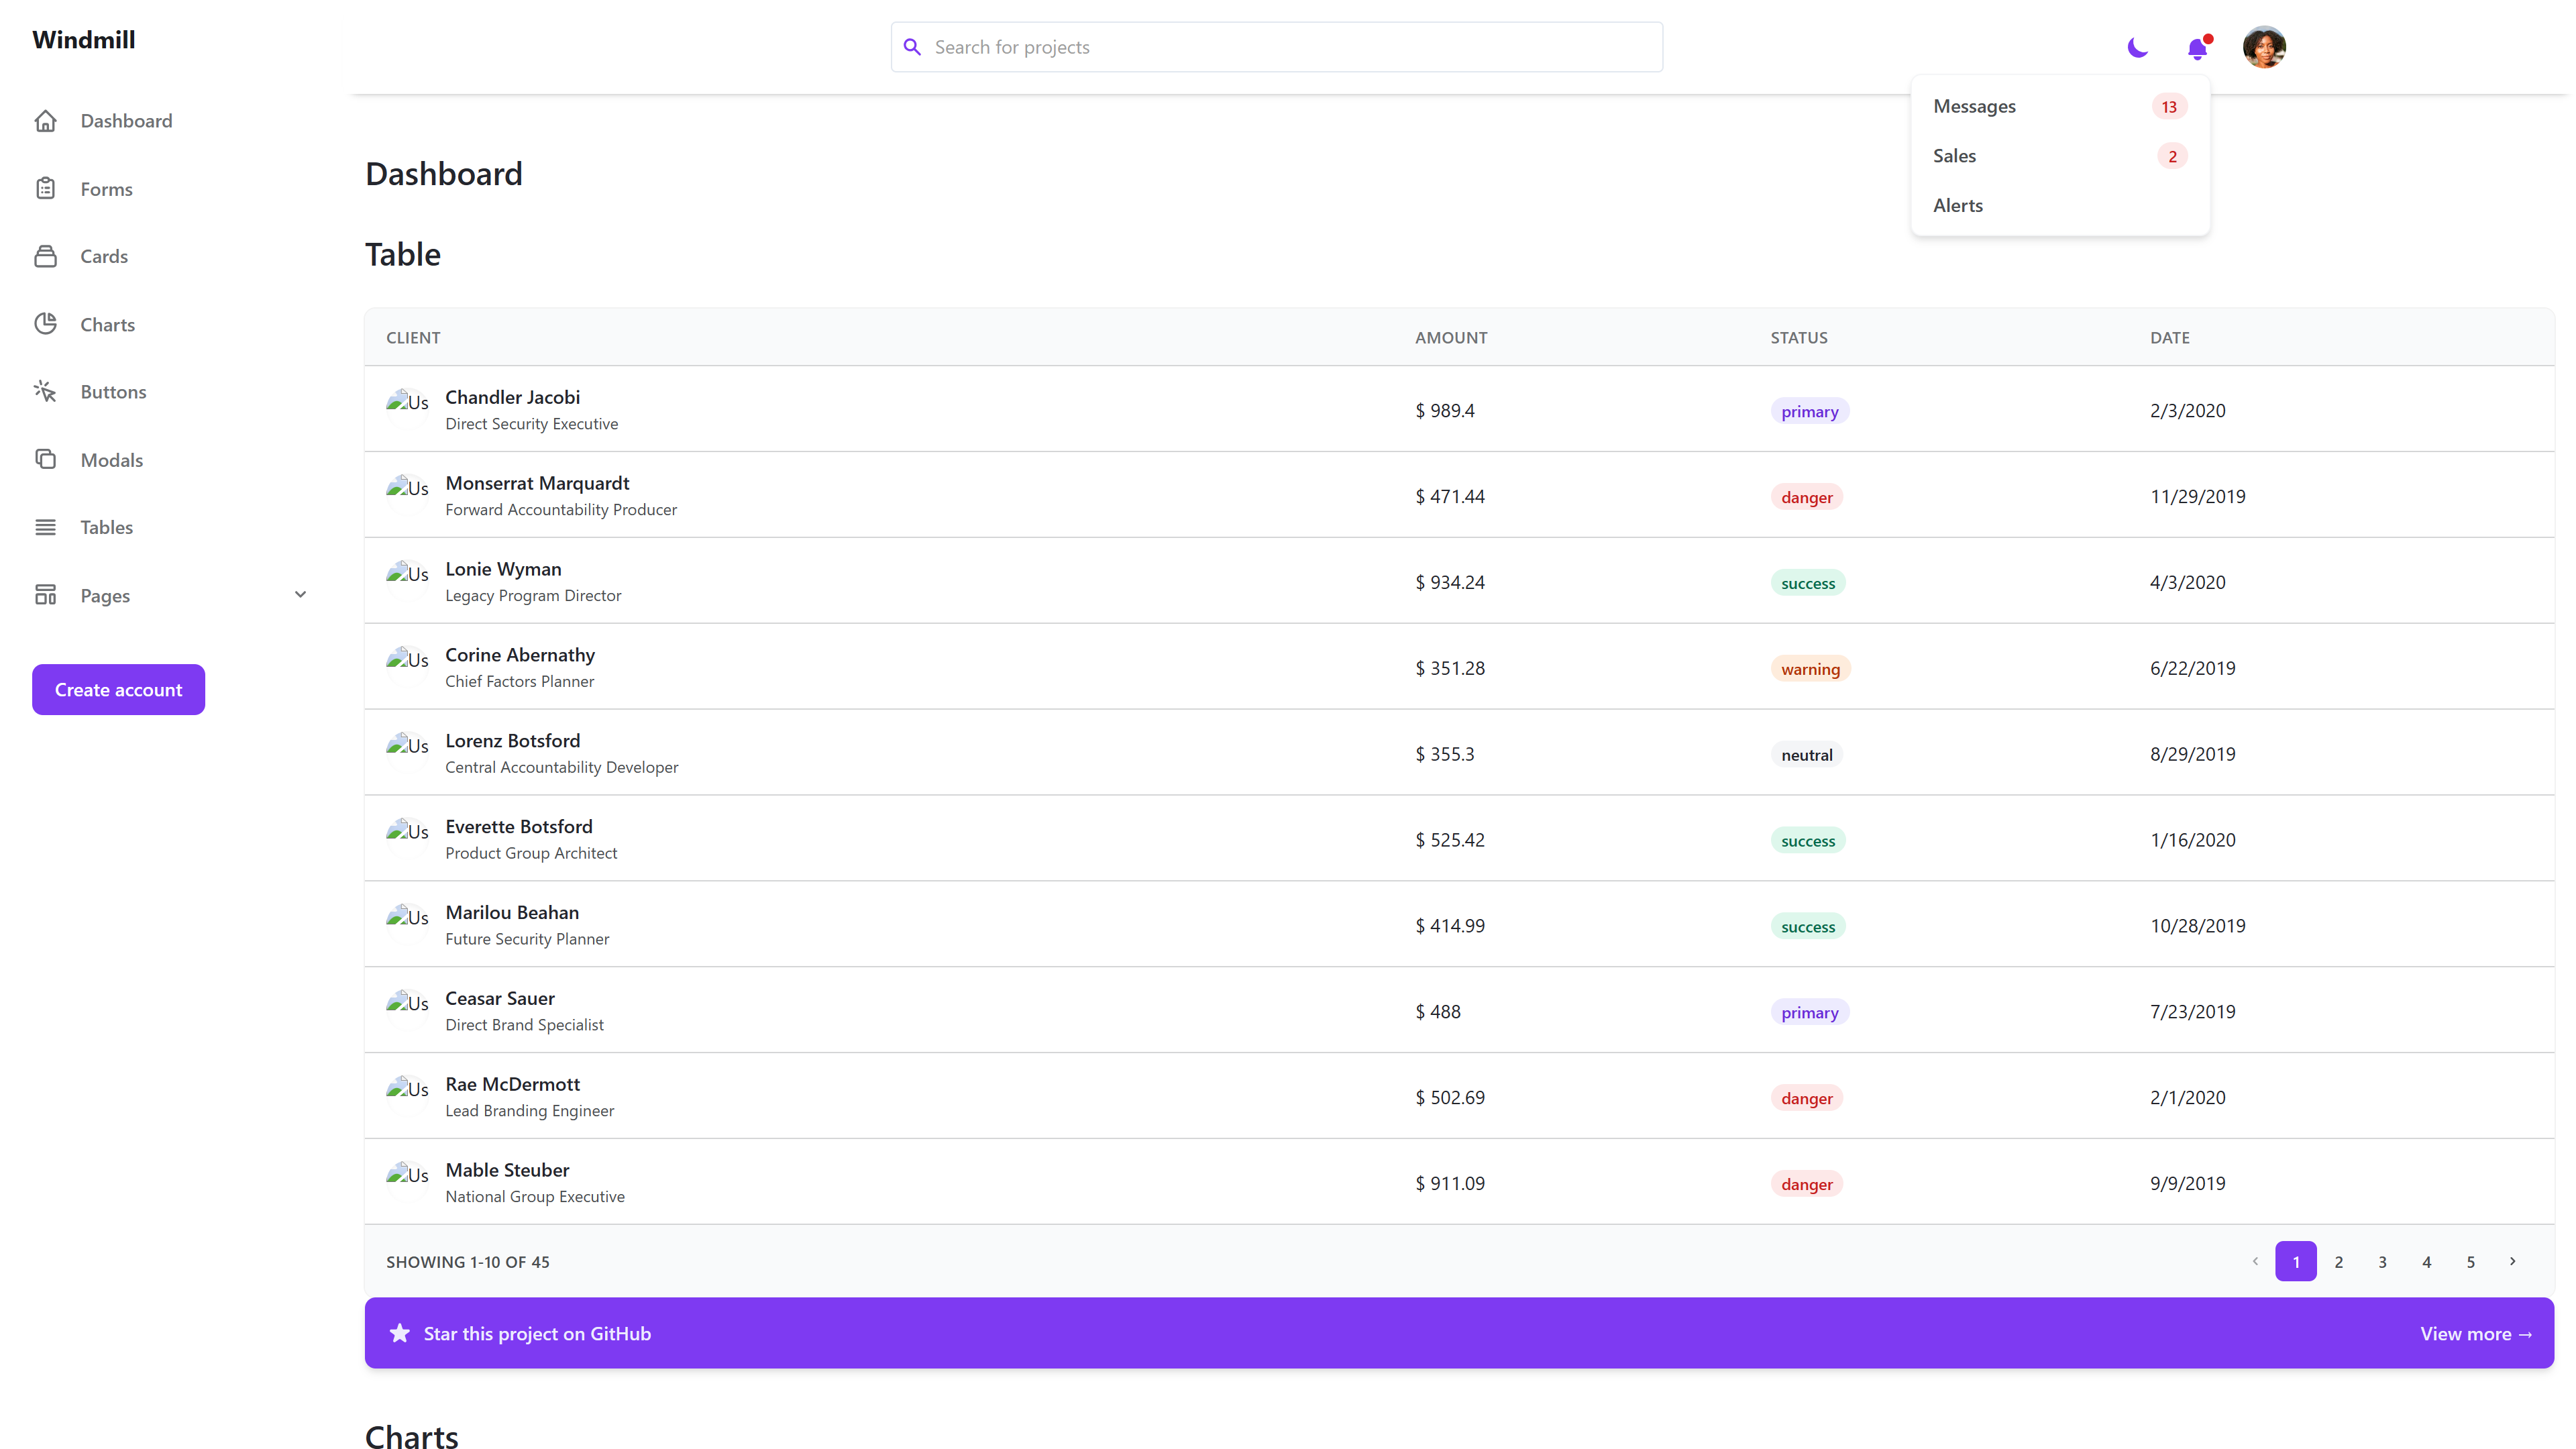 Windmill
Search for projects
Dashboard
Forms
Cards
Charts
Buttons
Modals
Tables
Pages
Create account
Messages 13
Sales 2
Alerts
Dashboard
Table
CLIENT AMOUNT STATUS DATE
Us Chandler Jacobi $ 989.4 primary 2/3/2020
Direct Security Executive
Us Monserrat Marquardt $ 471.44 danger 11/29/2019
Forward Accountability Producer
Us Lonie Wyman $ 934.24 success 4/3/2020
Legacy Program Director
Us Corine Abernathy $ 351.28 warning 6/22/2019
Chief Factors Planner
Us Lorenz Botsford $ 355.3 neutral 8/29/2019
Central Accountability Developer
Us Everette Botsford $ 525.42 success 1/16/2020
Product Group Architect
Us Marilou Beahan $ 414.99 success 10/28/2019
Future Security Planner
Us Ceasar Sauer $ 488 primary 7/23/2019
Direct Brand Specialist
Us Rae McDermott $ 502.69 danger 2/1/2020
Lead Branding Engineer
Us Mable Steuber $ 911.09 danger 9/9/2019
National Group Executive
SHOWING 1-10 OF 45 1 2 3 4 5
Star this project on GitHub View more →
Charts